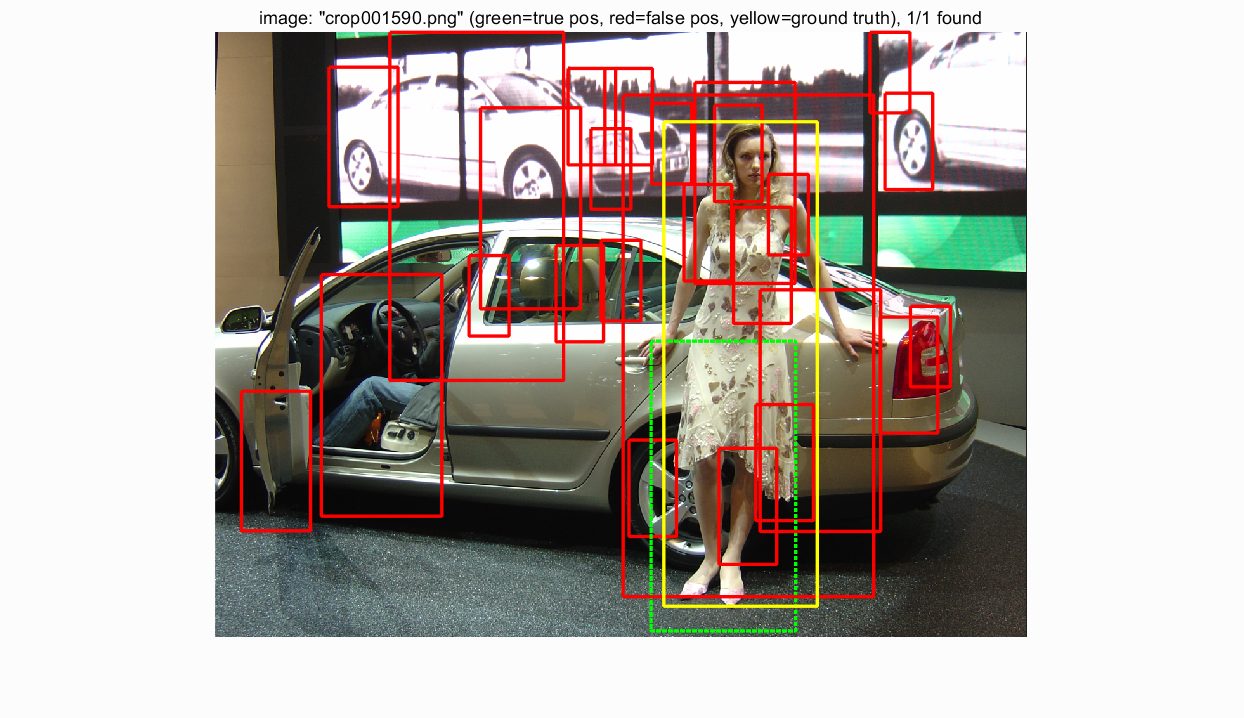 image: "crop001590.png" (green=true pos, red=false pos, yellow=ground truth), 1/1 found